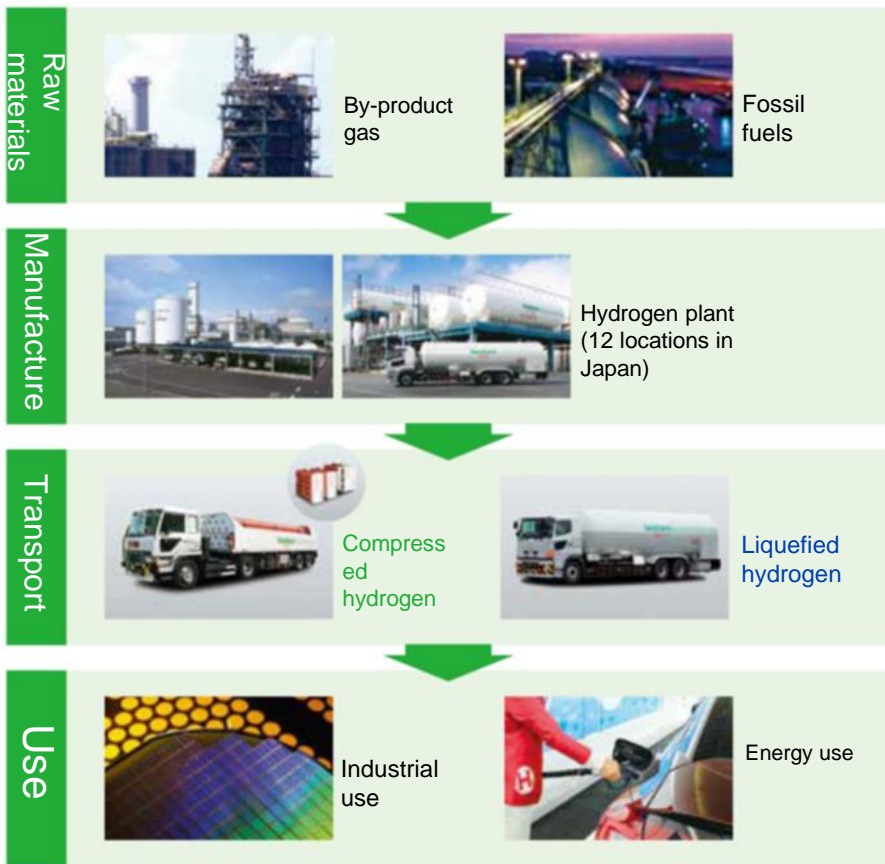 Raw
materials
By-product
gas
Fossil
fuels
Manufacture
Hydrogen plant
(12 locations in
Japan)
Transport
Compress
ed
hydrogen
Liquefied
hydrogen
Use
Industrial
use
H
Energy use